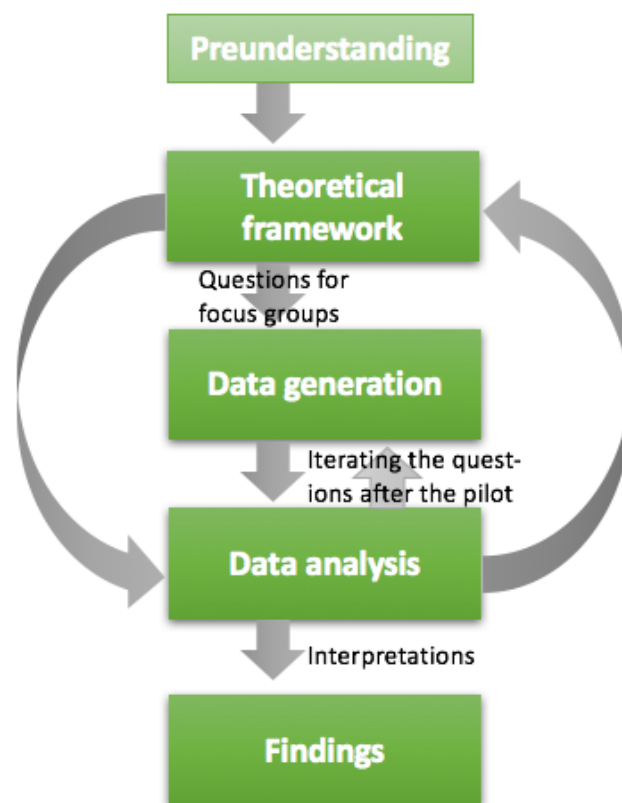 Preunderstanding
Theoretical
framework
Questions for
focus groups
Data generation
Iterating the quest-
ions after the pilot
Data analysis
Interpretations
Findings